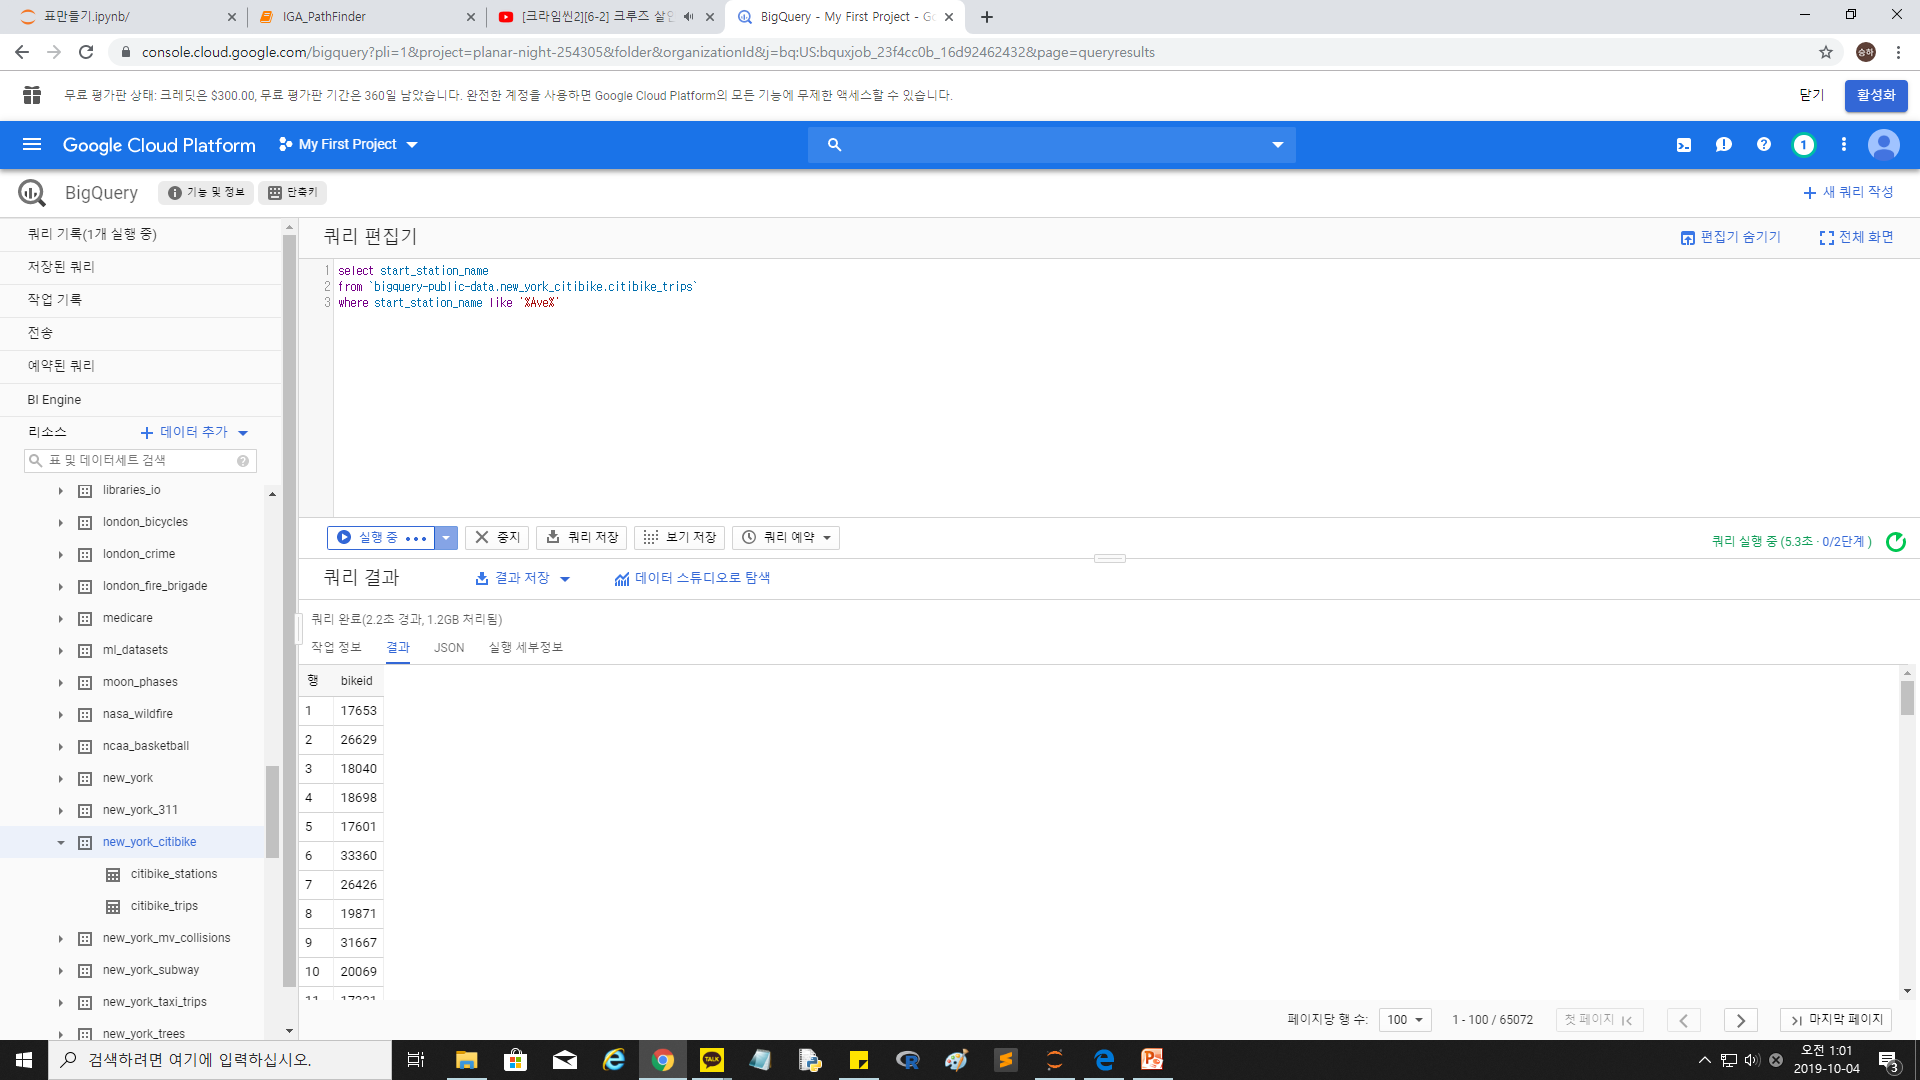 표만들기.ipynb/
IGA_PathFinder
[크라임씬2][6-2] 크루즈 살인
BigQuery - My First Project - Go
console.cloud.google.com/bigquery?pli=1&project=planar-night-254305&folder&organizationId&j=bq:US:bquxjob_23f4cc0b_16d92462432&page=queryresults
승하
무료 평가판 상태: 크레딧은 $300.00, 무료 평가판 기간은 360일 남았습니다. 완전한 계정을 사용하면 Google Cloud Platform의 모든 기능에 무제한 액세스할 수 있습니다.
닫기
활성화
Google Cloud Platform
My First Project
1
BigQuery
기능 및 정보
단축키
새 쿼리 작성
쿼리 기록(1개 실행 중)
저장된 쿼리
작업 기록
전송
예약된 쿼리
BI Engine
리소스
데이터 추가
표 및 데이터세트 검색
libraries_io
london_bicycles
london_crime
london_fire_brigade
medicare
ml_datasets
moon_phases
nasa_wildfire
ncaa_basketball
new_york
new_york_311
new_york_citibike
citibike_stations
citibike_trips
new_york_mv_collisions
new_york_subway
new_york_taxi_trips
new_york_trees
쿼리 편집기
편집기 숨기기
전체 화면
1 select start_station_name
2 from `bigquery-public-data.new_york_citibike.citibike_trips`
3 where start_station_name like '%Ave%'
실행 중
중지
쿼리 저장
보기 저장
쿼리 예약
쿼리 실행 중 (5.3초 · 0/2단계 )
쿼리 결과
결과 저장
데이터 스튜디오로 탐색
쿼리 완료(2.2초 경과, 1.2GB 처리됨)
작업 정보
결과
JSON
실행 세부정보
행 bikeid
1 17653
2 26629
3 18040
4 18698
5 17601
6 33360
7 26426
8 19871
9 31667
10 20069
페이지당 행 수:
100
1 - 100 / 65072
첫 페이지
마지막 페이지
검색하려면 여기에 입력하십시오.
TALK
오전 1:01
2019-10-04
3